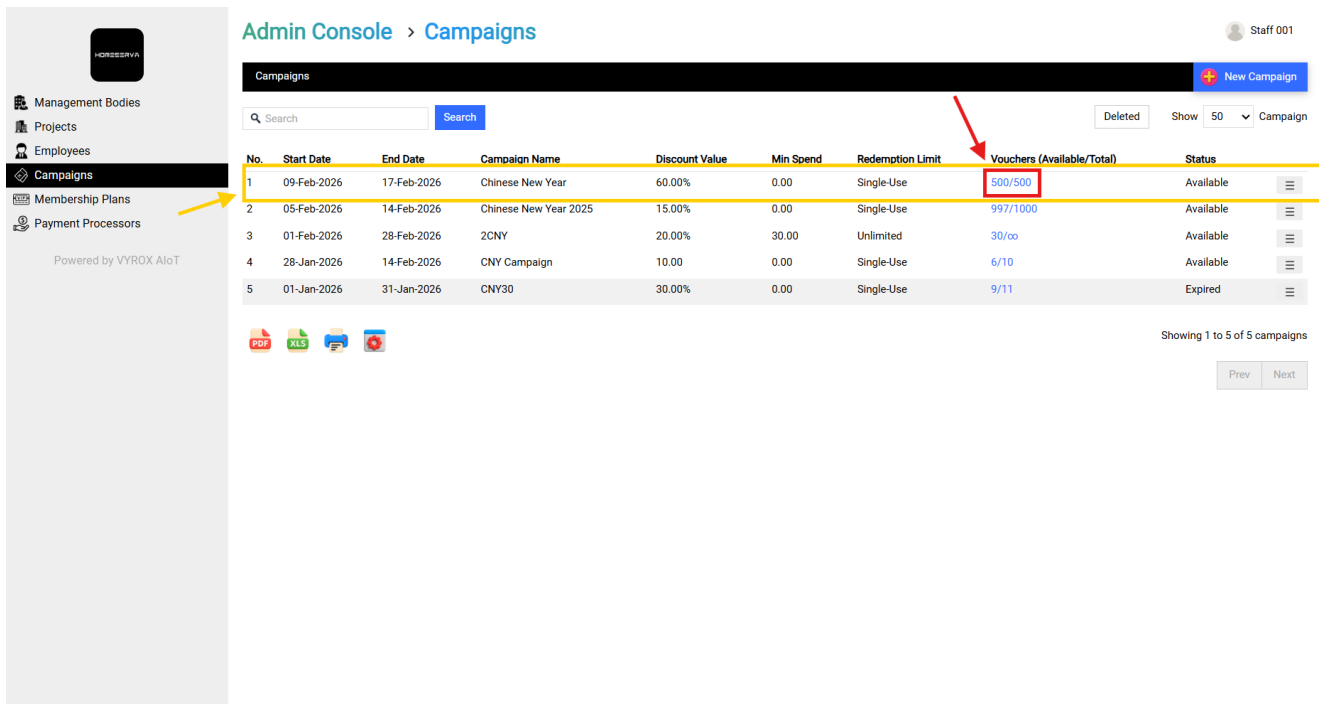 HOMESERVA
Admin Console > Campaigns
Staff 001
Campaigns
New Campaign
Management Bodies
Projects
Employees
Campaigns
Membership Plans
Payment Processors
Powered by VYROX AIoT
Search
Search
Deleted
Show 50 Campaign
No. Start Date End Date Campaign Name Discount Value Min Spend Redemption Limit Vouchers (Available/Total) Status
1 09-Feb-2026 17-Feb-2026 Chinese New Year 60.00% 0.00 Single-Use 500/500 Available
2 05-Feb-2026 14-Feb-2026 Chinese New Year 2025 15.00% 0.00 Single-Use 997/1000 Available
3 01-Feb-2026 28-Feb-2026 2CNY 20.00% 30.00 Unlimited 30/∞ Available
4 28-Jan-2026 14-Feb-2026 CNY Campaign 10.00 0.00 Single-Use 6/10 Available
5 01-Jan-2026 31-Jan-2026 CNY30 30.00% 0.00 Single-Use 9/11 Expired
PDF XLS
Showing 1 to 5 of 5 campaigns
Prev Next